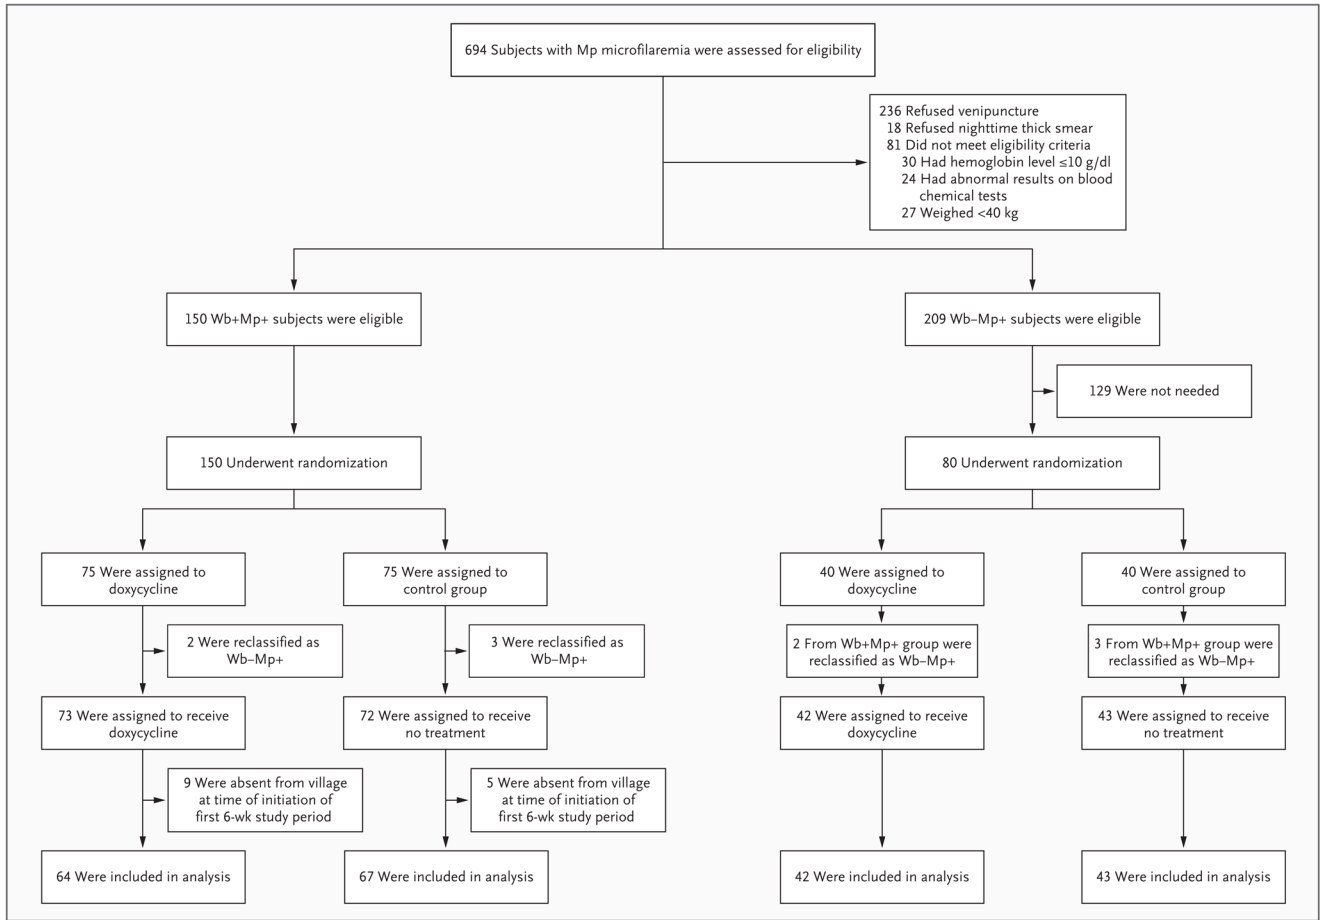 694 Subjects with Mp microfilaremia were assessed for eligibility
236 Refused venipuncture
18 Refused nighttime thick smear
81 Did not meet eligibility criteria
30 Had hemoglobin level ≤10 g/dl
24 Had abnormal results on blood
chemical tests
27 Weighed <40 kg
150 Wb+Mp+ subjects were eligible
209 Wb–Mp+ subjects were eligible
129 Were not needed
150 Underwent randomization
80 Underwent randomization
75 Were assigned to
doxycycline
75 Were assigned to
control group
40 Were assigned to
doxycycline
40 Were assigned to
control group
2 Were reclassified as
Wb–Mp+
3 Were reclassified as
Wb–Mp+
2 From Wb+Mp+ group were
reclassified as Wb–Mp+
3 From Wb+Mp+ group were
reclassified as Wb–Mp+
73 Were assigned to receive
doxycycline
72 Were assigned to receive
no treatment
42 Were assigned to receive
doxycycline
43 Were assigned to receive
no treatment
9 Were absent from village
at time of initiation of
first 6-wk study period
5 Were absent from village
at time of initiation of
first 6-wk study period
64 Were included in analysis
67 Were included in analysis
42 Were included in analysis
43 Were included in analysis